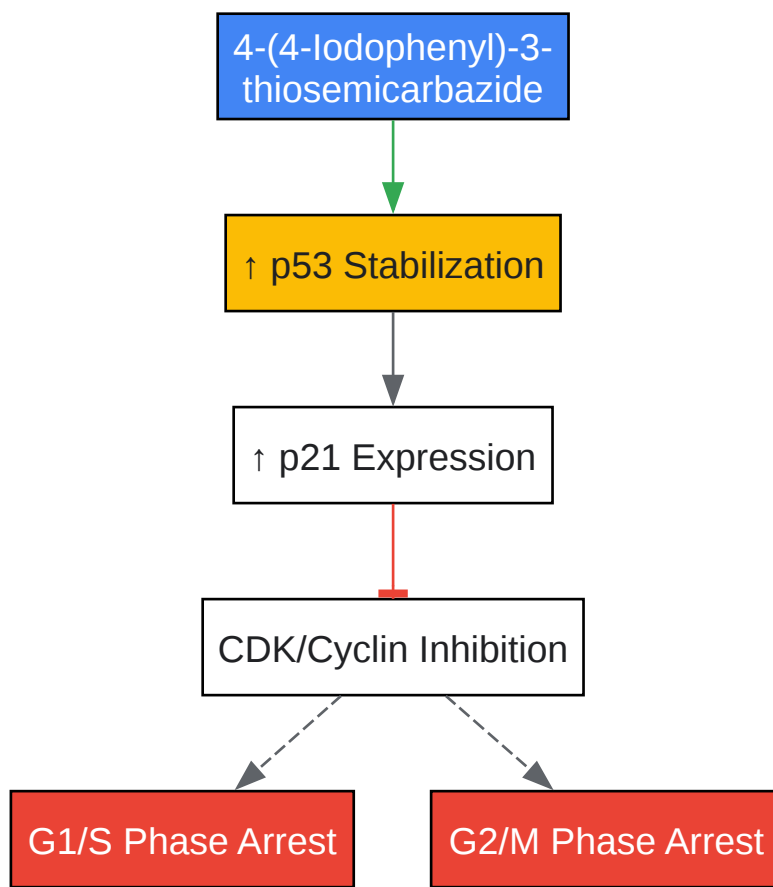 4-(4-Iodophenyl)-3-
thiosemicarbazide
↑ p53 Stabilization
↑ p21 Expression
CDK/Cyclin Inhibition
G1/S Phase Arrest
G2/M Phase Arrest